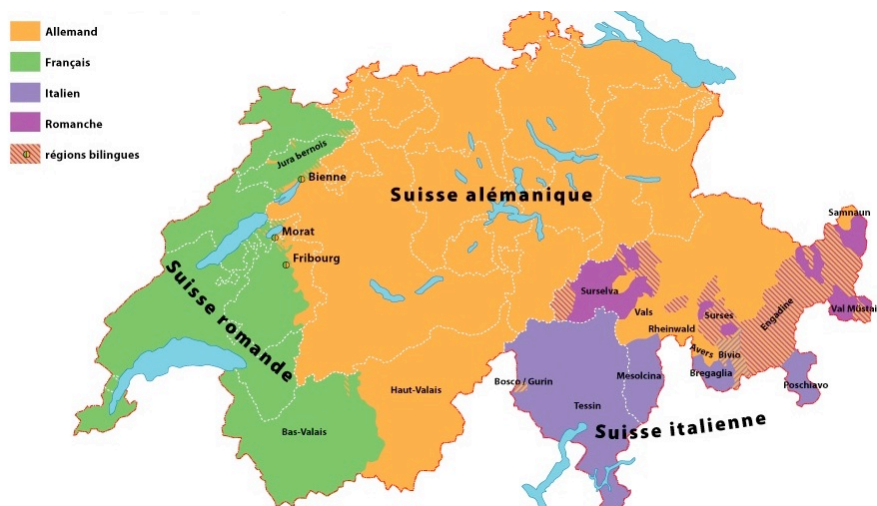 Allemand
Français
Italien
Romanche
régions bilingues
Jura bernois
Bienne
Suisse alémanique
Samnaun
Morat
Fribourg
Suisse romande
Surselva
Vals
Surses
Engadine
Val Müstair
Rheinwald
Avers
Bivio
Bregaglia
Poschiavo
Bosco / Gurin
Mesolcina
Haut-Valais
Tessin
Bas-Valais
Suisse italienne